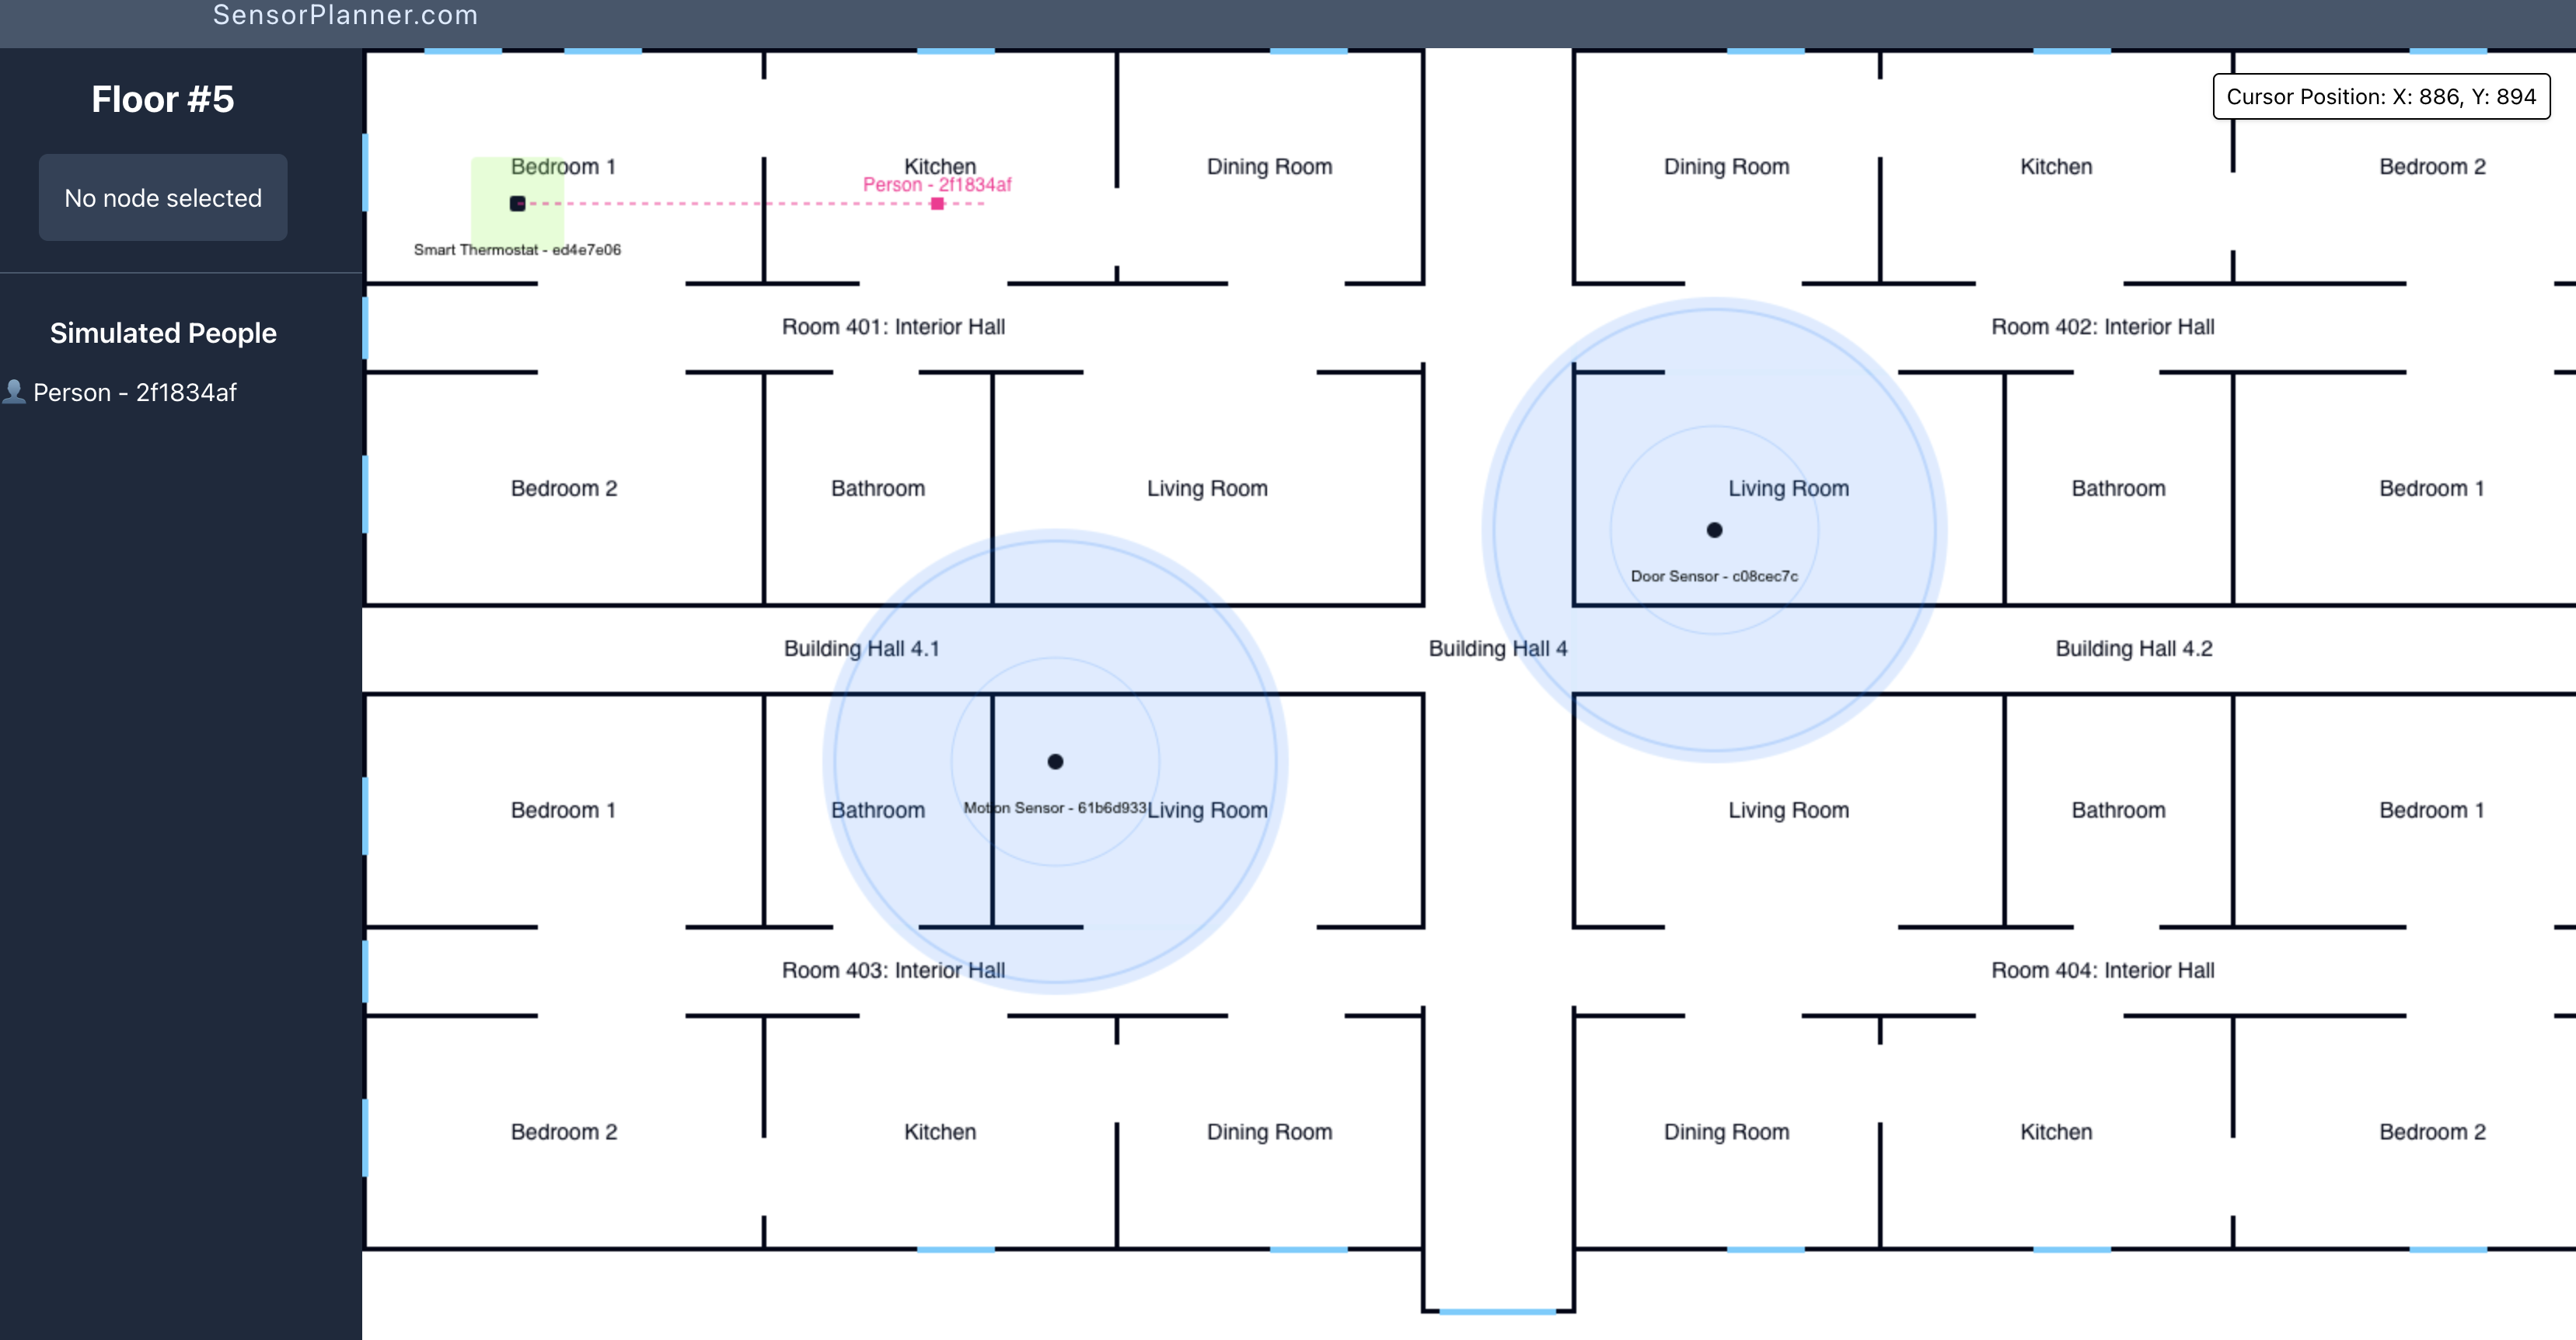 SensorPlanner.com
Floor #5
No node selected
Simulated People
Person - 2f1834af
Cursor Position: X: 886, Y: 894
Bedroom 1
Kitchen
Dining Room
Dining Room
Kitchen
Bedroom 2
Person - 2f1834af
Smart Thermostat - ed4e7e06
Room 401: Interior Hall
Room 402: Interior Hall
Bedroom 2
Bathroom
Living Room
Living Room
Bathroom
Bedroom 1
Door Sensor - c08cec7c
Building Hall 4.1
Building Hall 4
Building Hall 4.2
Bedroom 1
Bathroom
Motion Sensor - 61b6d933
Living Room
Living Room
Bathroom
Bedroom 1
Room 403: Interior Hall
Room 404: Interior Hall
Bedroom 2
Kitchen
Dining Room
Dining Room
Kitchen
Bedroom 2